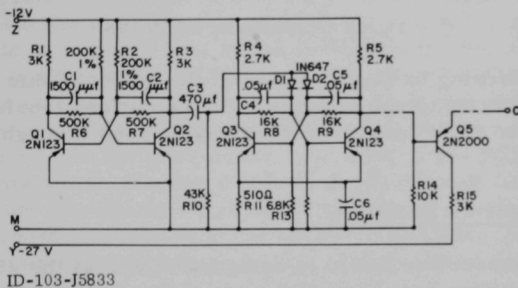 -12V
Z
R1
3K
200K
1%
R2
200K
1%
R3
3K
R4
2.7K
R5
2.7K
C1
1500 μμf
1500
C2
μμf
C3
470μf
IN647
D1
D2
C5
.05μf
.05μf
C4
500K
R6
500K
R7
16K
R8
16K
R9
Q1
2N123
Q2
2N123
Q3
2N123
Q4
2N123
Q5
2N2000
43K
R10
510Ω
R11
6.8K
R13
C6
.05μf
R14
10K
R15
3K
M
Y-27 V
ID-103-J5833